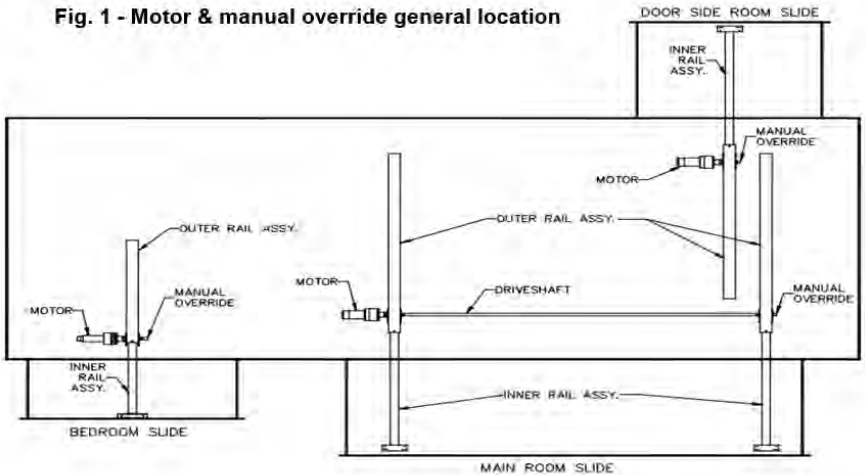 Fig. 1 - Motor & manual override general location
DOOR SIDE ROOM SLIDE
INNER
RAIL
ASSY.
MANUAL
OVERRIDE
MOTOR
OUTER RAIL ASSY.
OUTER RAIL ASSY.
MOTOR
MANUAL
OVERRIDE
DRIVESHAFT
MANUAL
OVERRIDE
MOTOR
INNER
RAIL
ASSY.
INNER RAIL ASSY.
BEDROOM SLIDE
MAIN ROOM SLIDE